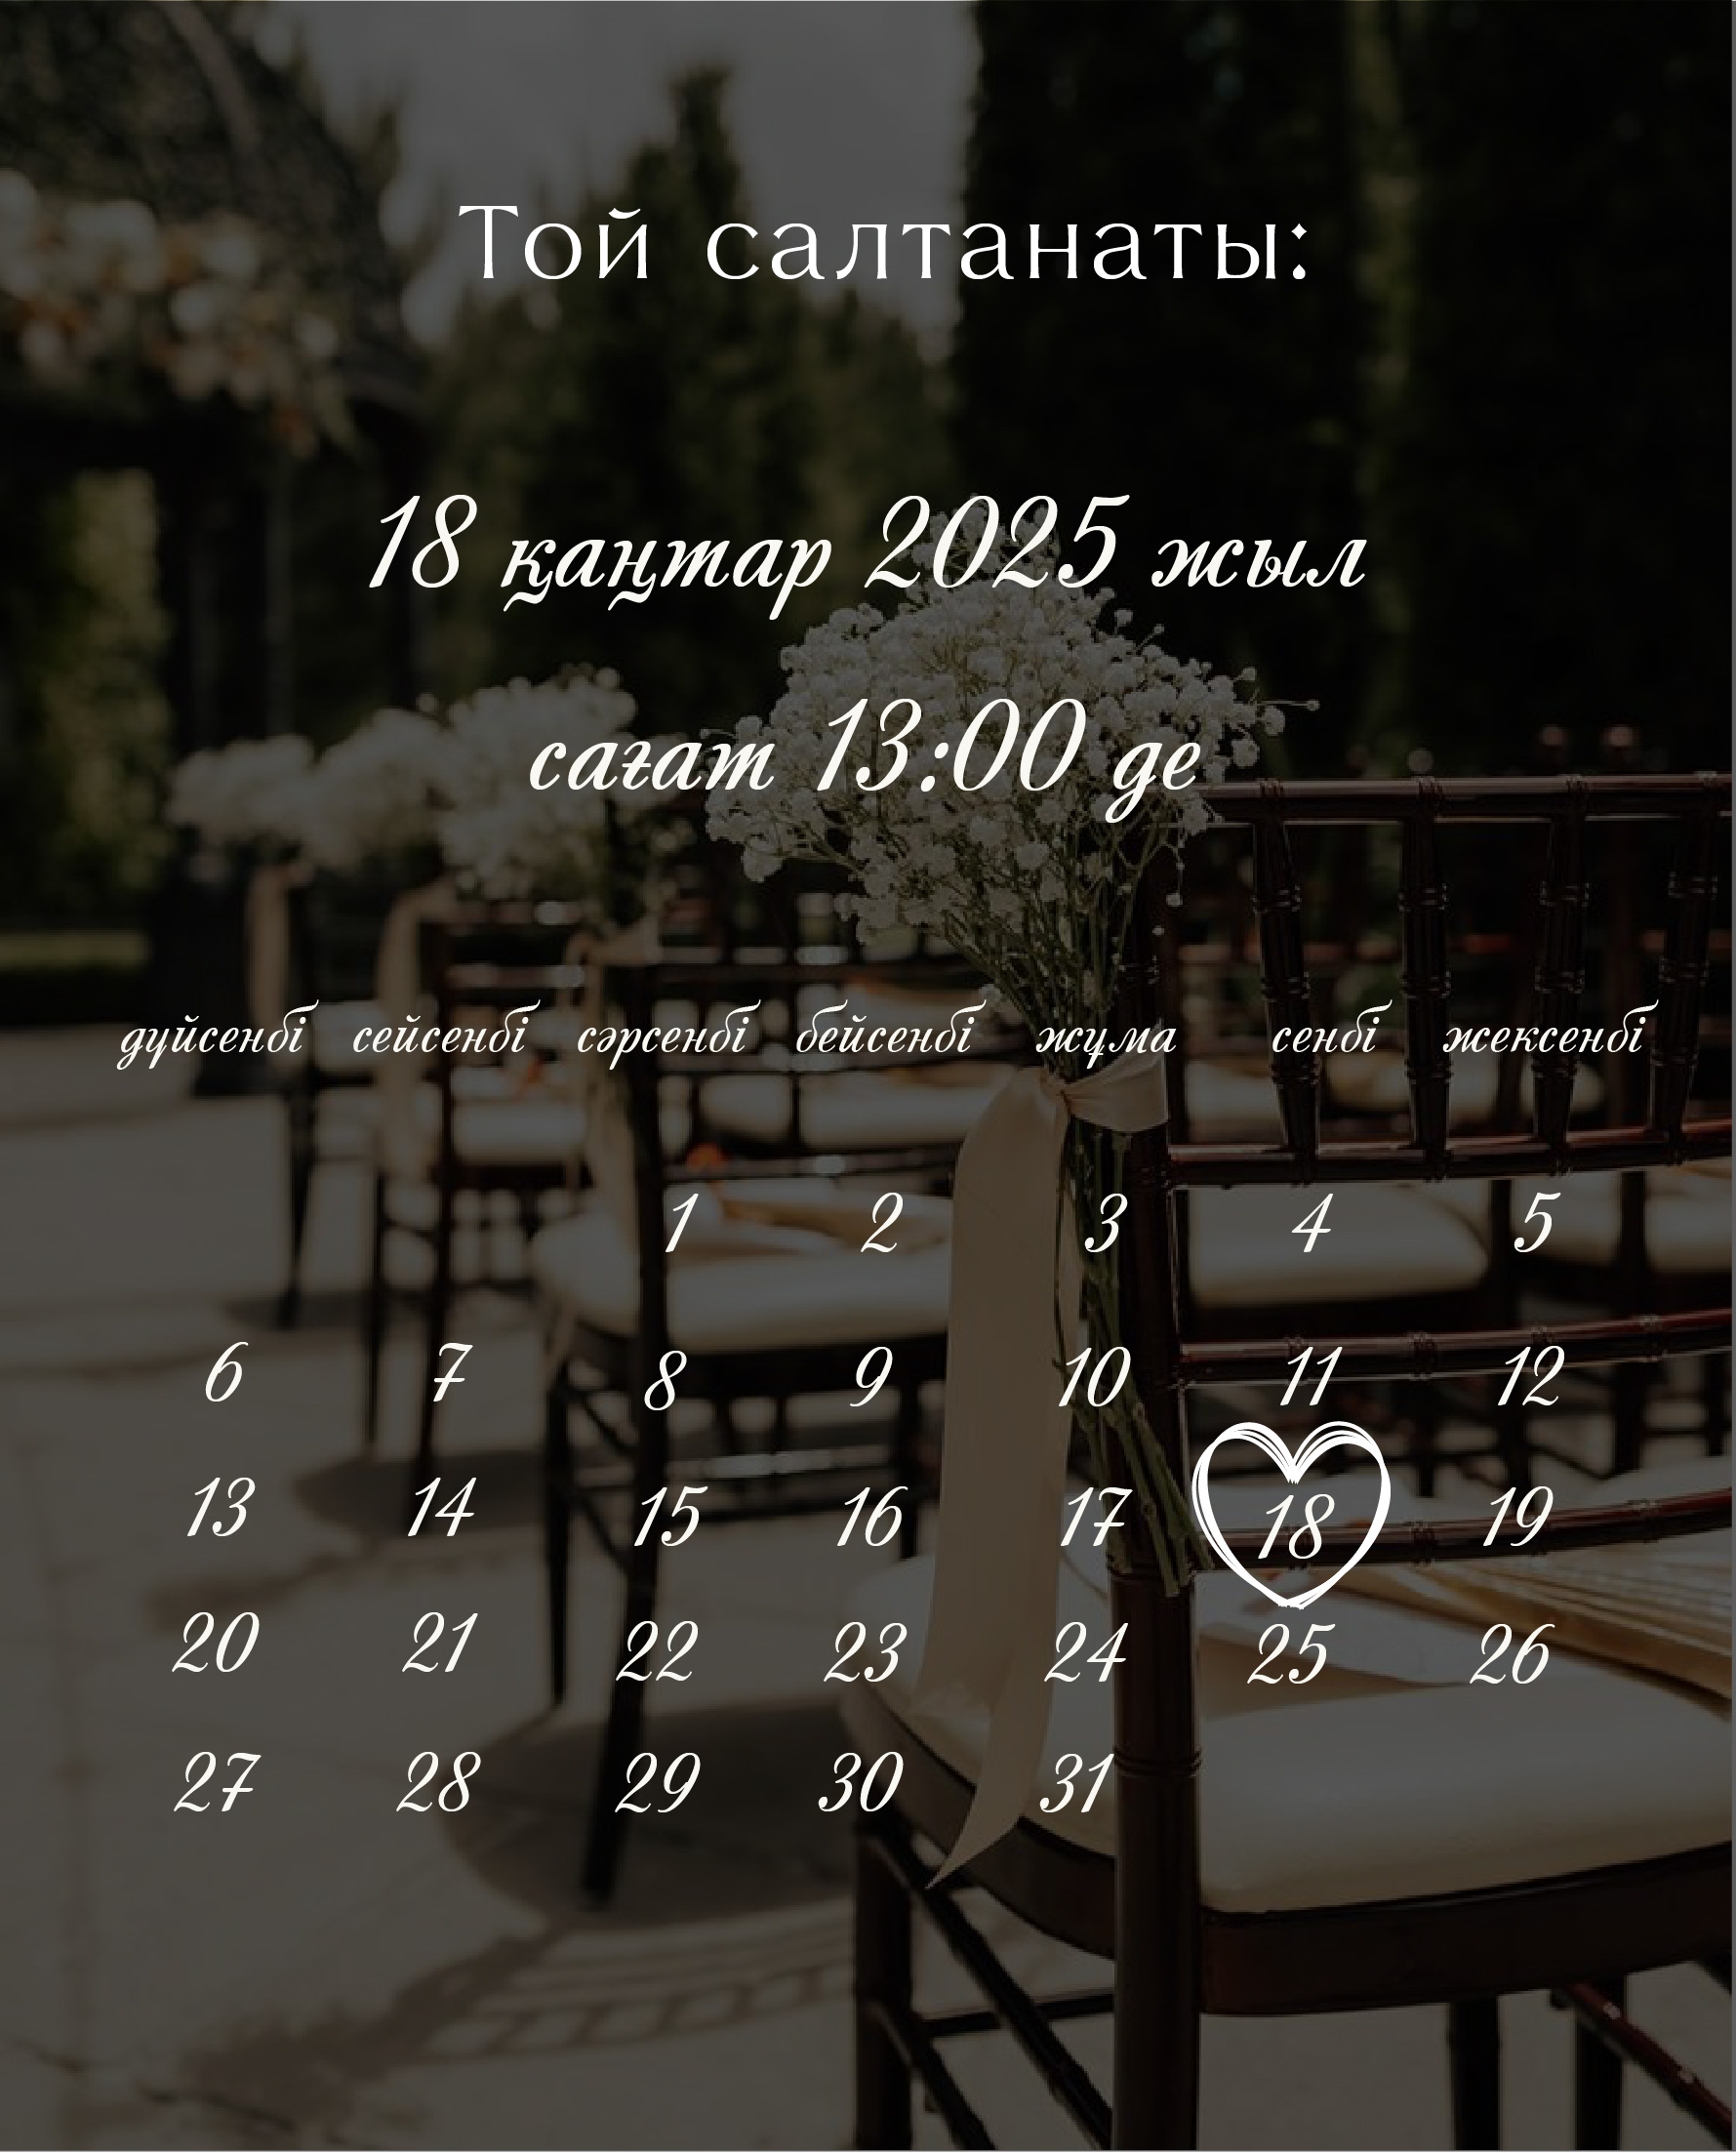 Той салтанаты:
18 қаңтар 2025 жыл
сағат 13:00 де
дүйсенбі сейсенбі сәрсенбі бейсенбі жұма сенбі жексенбі
1 2 3 4 5
6 7 8 9 10 11 12
13 14 15 16 17 18 19
20 21 22 23 24 25 26
27 28 29 30 31